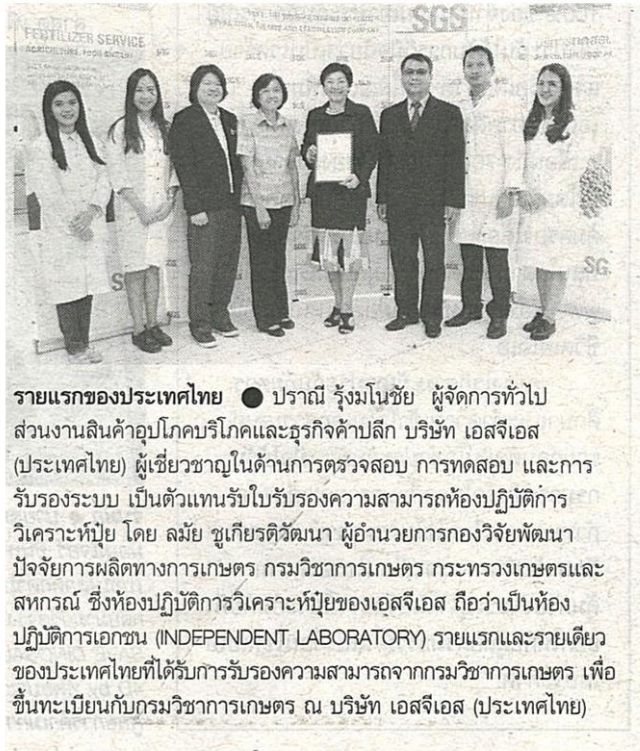 FERTILIZER SERVICE
AGRICULTURE, FOOD AND LIFE
SGS
SGS
SG
รายแรกของประเทศไทย ● ปราณี รุ้งมโนชัย ผู้จัดการทั่วไป
ส่วนงานสินค้าอุปโภคบริโภคและธุรกิจค้าปลีก บริษัท เอสจีเอส
(ประเทศไทย) ผู้เชี่ยวชาญในด้านการตรวจสอบ การทดสอบ และการ
รับรองระบบ เป็นตัวแทนรับใบรับรองความสามารถห้องปฏิบัติการ
วิเคราะห์ปุ๋ย โดย ลมัย ชูเกียรติวัฒนา ผู้อำนวยการกองวิจัยพัฒนา
ปัจจัยการผลิตทางการเกษตร กรมวิชาการเกษตร กระทรวงเกษตรและ
สหกรณ์ ซึ่งห้องปฏิบัติการวิเคราะห์ปุ๋ยของเอสจีเอส ถือว่าเป็นห้อง
ปฏิบัติการเอกชน (INDEPENDENT LABORATORY) รายแรกและรายเดียว
ของประเทศไทยที่ได้รับการรับรองความสามารถจากกรมวิชาการเกษตร เพื่อ
ขึ้นทะเบียนกับกรมวิชาการเกษตร ณ บริษัท เอสจีเอส (ประเทศไทย)